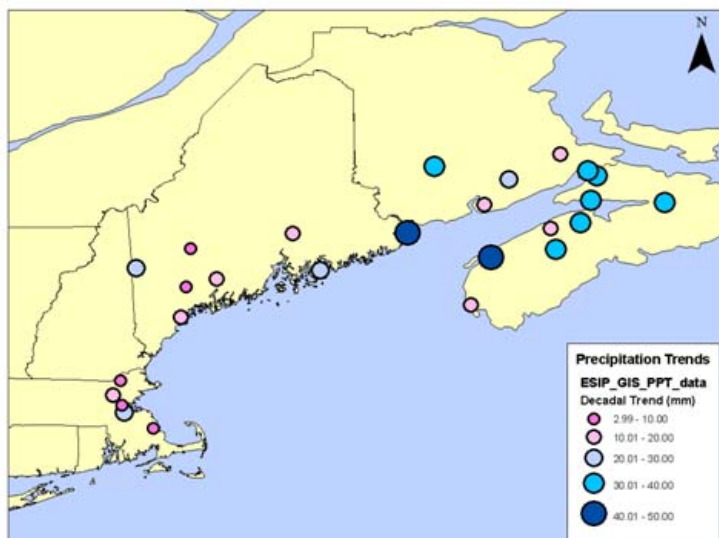 N
Precipitation Trends
ESIP_GIS_PPT_data
Decadal Trend (mm)
2.99 - 10.00
10.01 - 20.00
20.01 - 30.00
30.01 - 40.00
40.01 - 50.00